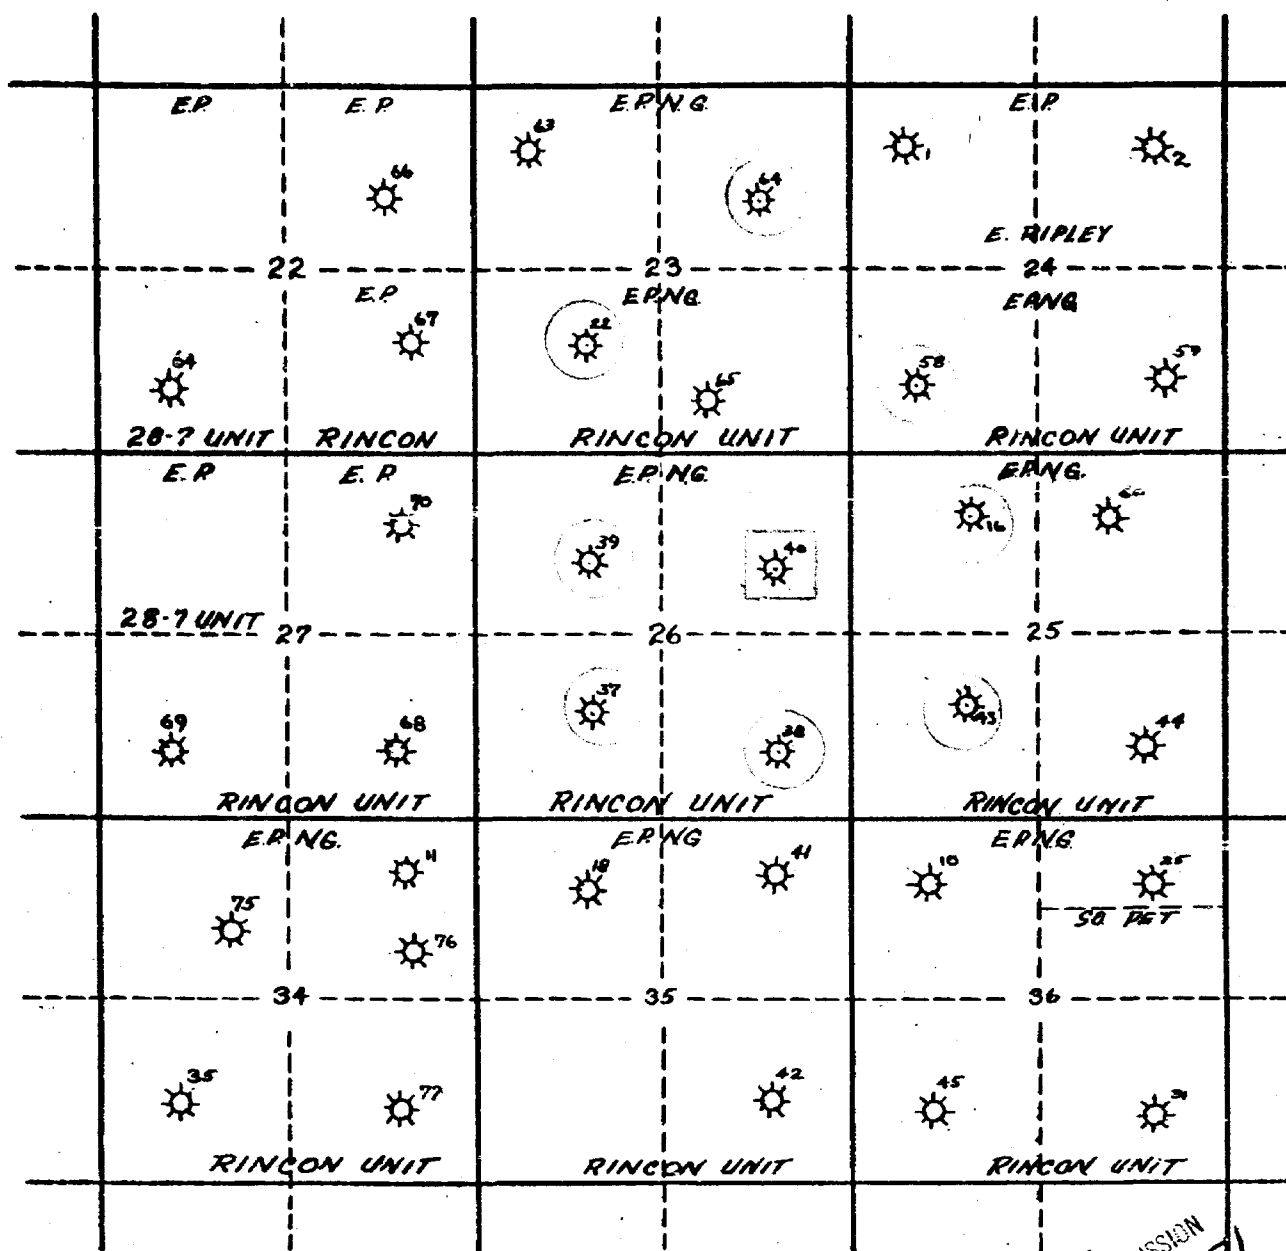 E.P. E.P. E.P.N.G. E.P.
63
1 2
66 64
E. RIPLEY
22 23 24
E.P. E.P.N.G. E.P.N.G.
67 22
64 65 58 59
28-7 UNIT RINCON RINCON UNIT RINCON UNIT
E.P. E.P. E.P.N.G. E.P.N.G.
70 16
39 40
28-7 UNIT
27 26 25
37 43
69 68 38 44
RINCON UNIT RINCON UNIT RINCON UNIT
E.P.N.G. E.P.N.G E.P.N.G
11 18 41 10 25
SO PET
75
76
34 35 36
35 77 42 45
RINCON UNIT RINCON UNIT RINCON UNIT